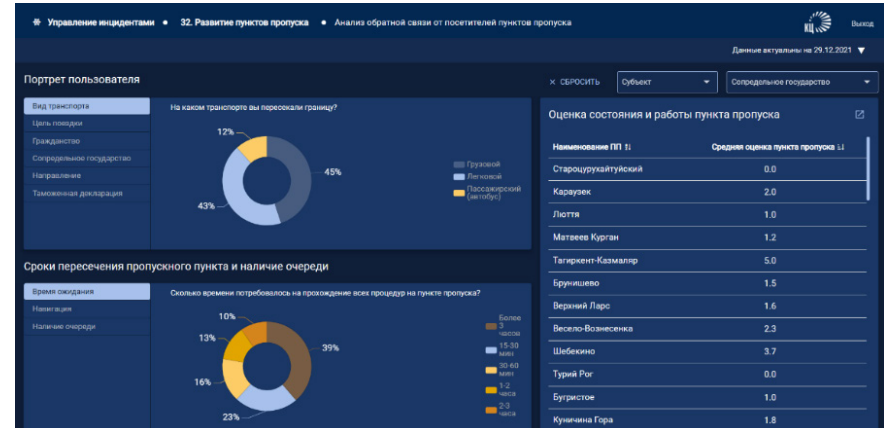 Управление инцидентами • 32. Развитие пунктов пропуска • Анализ обратной связи от посетителей пунктов пропуска
КЦ
Выход
Данные актуальны на 29.12.2021 ▼
Портрет пользователя
× СБРОСИТЬ
Субъект
Сопредельное государство
Вид транспорта
Цель поездки
Гражданство
Сопредельное государство
Направление
Таможенная декларация
На каком транспорте вы пересекали границу?
12%
45%
43%
Грузовой
Легковой
Пассажирский
(автобус)
Сроки пересечения пропускного пункта и наличие очереди
Время ожидания
Навигация
Наличие очереди
Сколько времени потребовалось на прохождение всех процедур на пункте пропуска?
10%
13%
39%
16%
23%
Более
3
часов
15-30
мин
30-60
мин
1-2
часа
2-3
часа
Оценка состояния и работы пункта пропуска
Наименование ПП Средняя оценка пункта пропуска
Староцурухайтуйский 0.0
Караузек 2.0
Люття 1.0
Матвеев Курган 1.2
Тагиркент-Казмаляр 5.0
Брунишево 1.5
Верхний Ларс 1.6
Весело-Вознесенка 2.3
Шебекино 3.7
Турий Рог 0.0
Бугристое 1.0
Куничина Гора 1.8